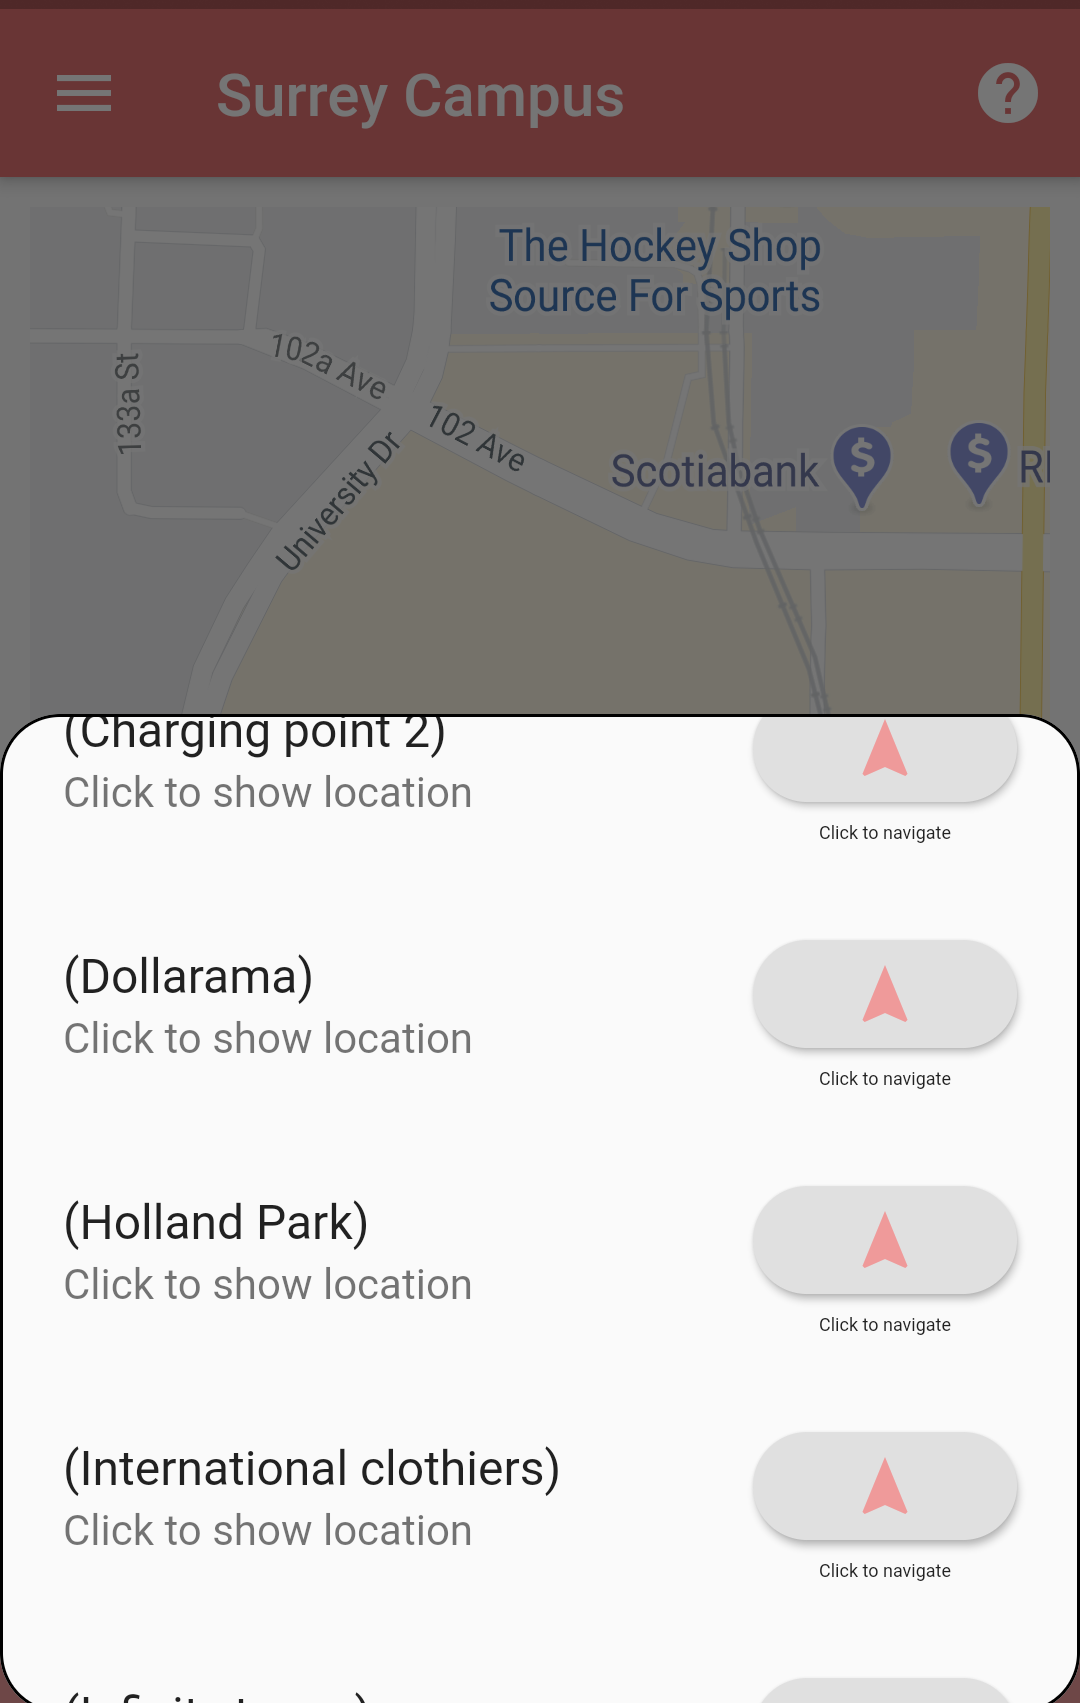 Surrey Campus
The Hockey Shop
Source For Sports
102a Ave
133a St
102 Ave
University Dr
Scotiabank
(Charging point 2)
Click to show location
Click to navigate
(Dollarama)
Click to show location
Click to navigate
(Holland Park)
Click to show location
Click to navigate
(International clothiers)
Click to show location
Click to navigate